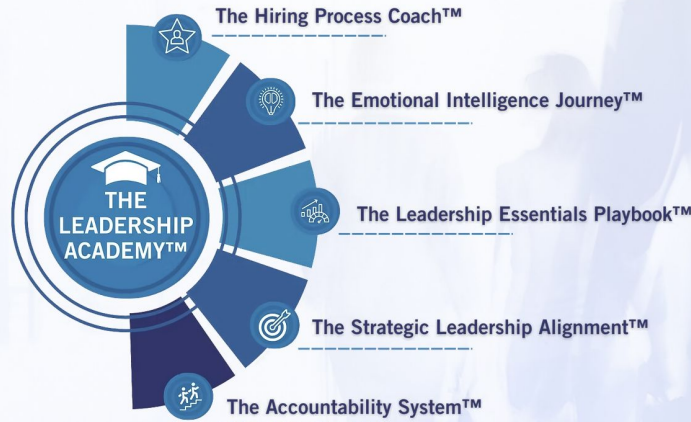 The Hiring Process Coach™
The Emotional Intelligence Journey™
THE
LEADERSHIP
ACADEMY™
The Leadership Essentials Playbook™
The Strategic Leadership Alignment™
The Accountability System™